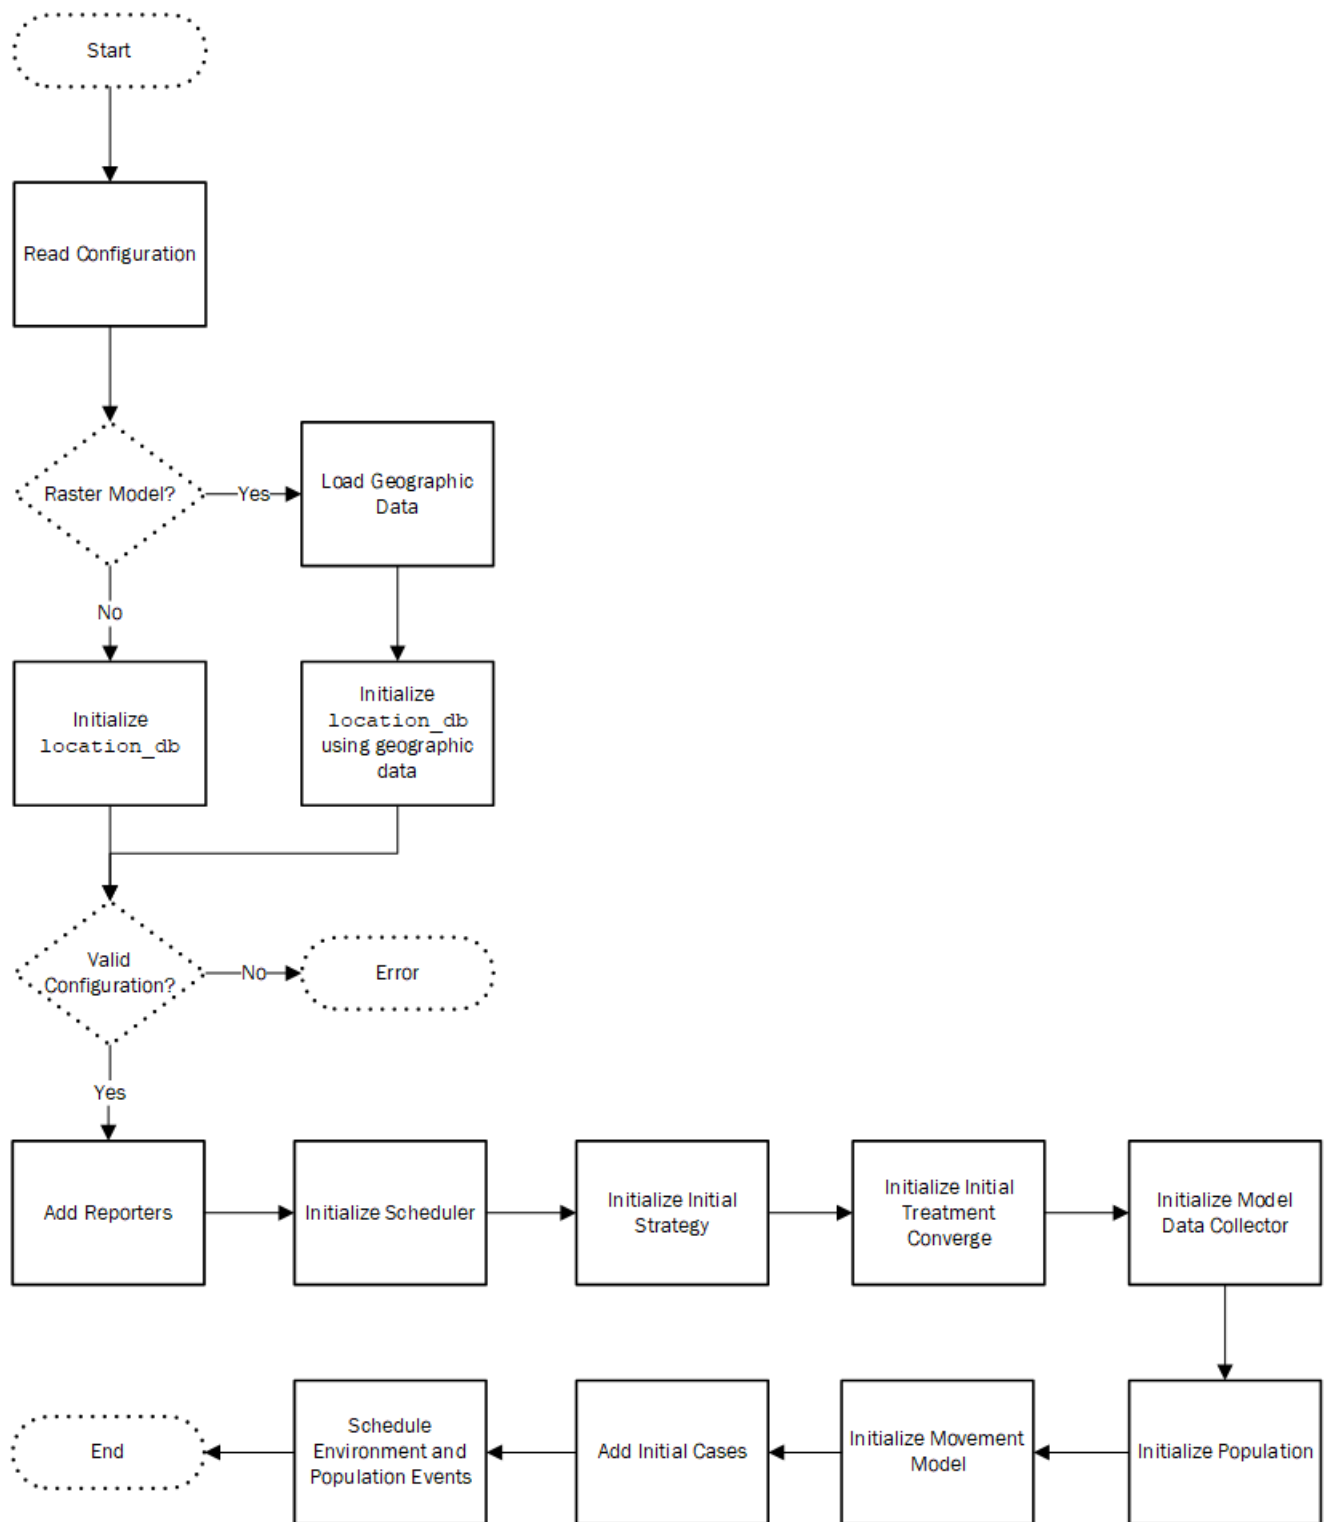 Start
Read Configuration
Raster Model?
Yes
Load Geographic
Data
No
Initialize
location_db
Initialize
location_db
using geographic
data
Valid
Configuration?
No
Error
Yes
Add Reporters
Initialize Scheduler
Initialize Initial
Strategy
Initialize Initial
Treatment
Converge
Initialize Model
Data Collector
End
Schedule
Environment and
Population Events
Add Initial Cases
Initialize Movement
Model
Initialize Population